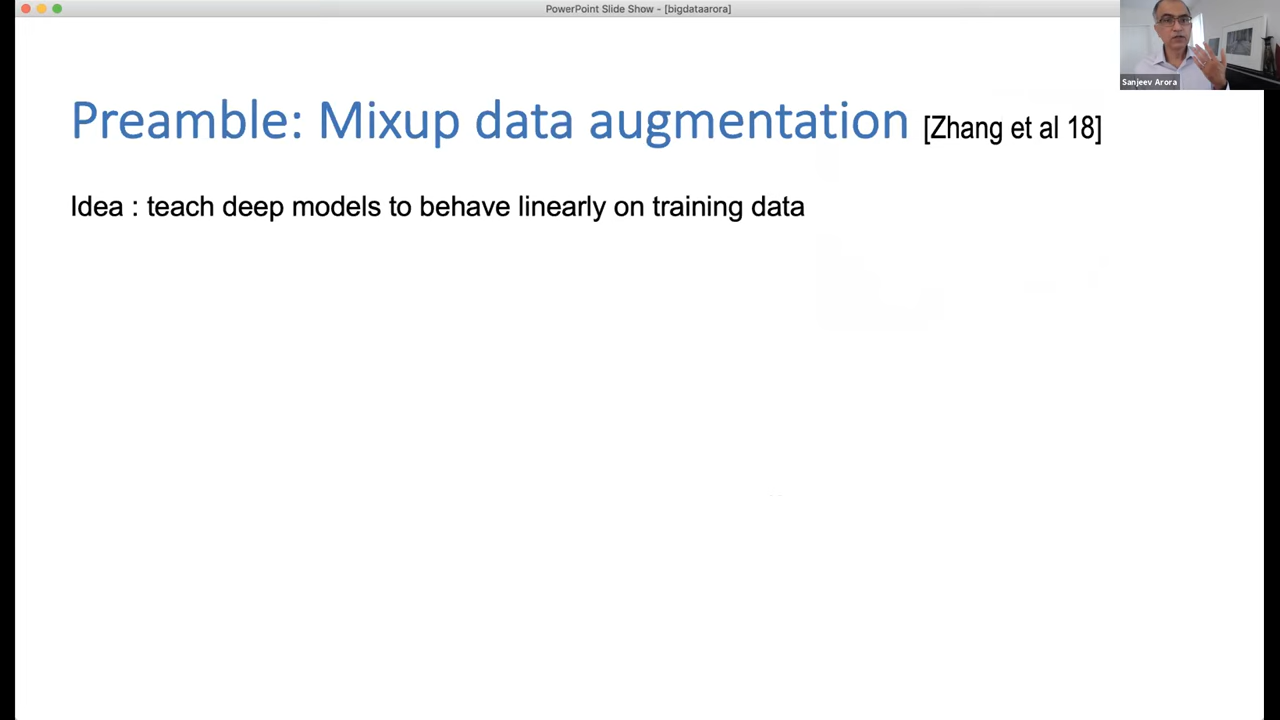 PowerPoint Slide Show - [bigdataarora]
Sanjeev Arora
Preamble: Mixup data augmentation [Zhang et al 18]
Idea : teach deep models to behave linearly on training data